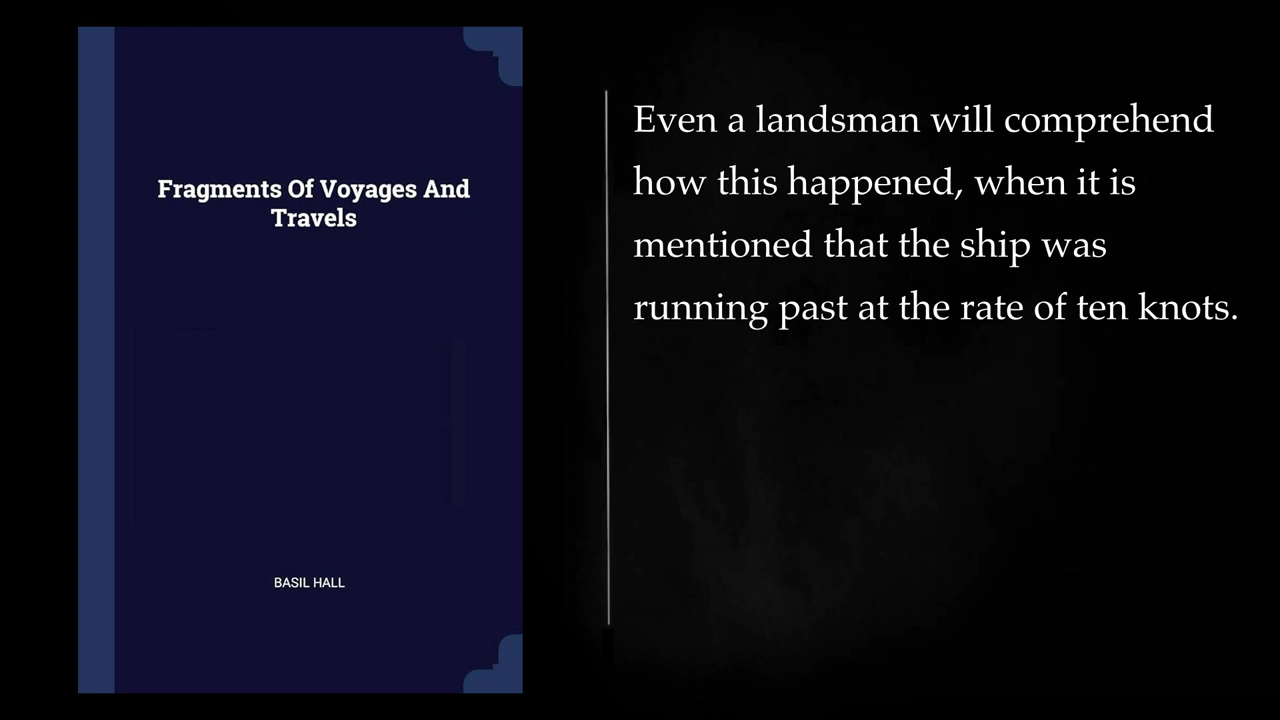 Fragments Of Voyages And
Travels
BASIL HALL
Even a landsman will comprehend
how this happened, when it is
mentioned that the ship was
running past at the rate of ten knots.